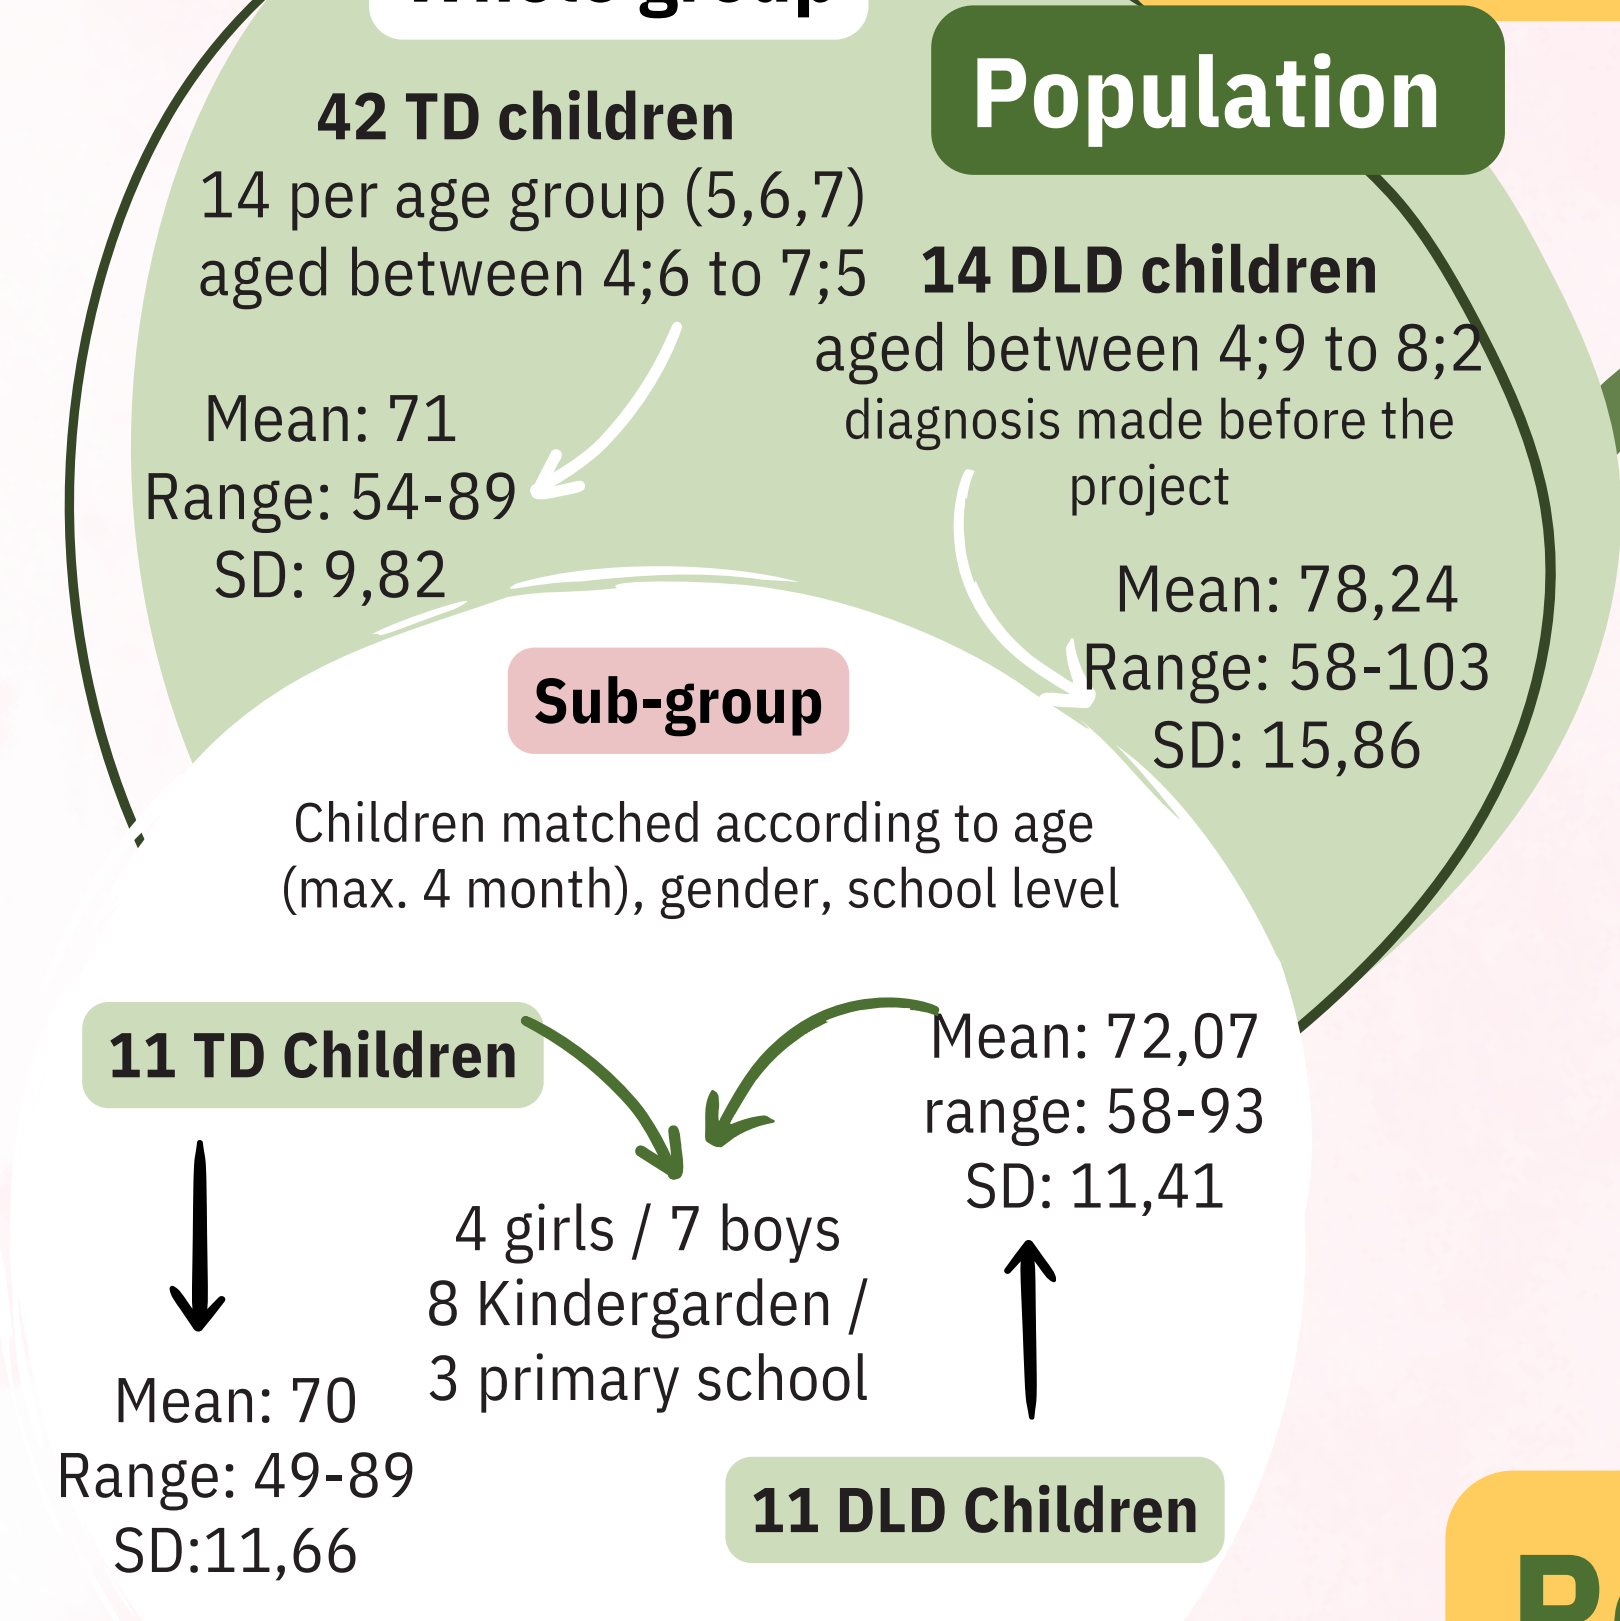 Whole group
Population
42 TD children
14 per age group (5,6,7)
aged between 4;6 to 7;5
Mean: 71
Range: 54-89
SD: 9,82
14 DLD children
aged between 4;9 to 8;2
diagnosis made before the
project
Mean: 78,24
Range: 58-103
SD: 15,86
Sub-group
Children matched according to age
(max. 4 month), gender, school level
11 TD Children
Mean: 70
Range: 49-89
SD:11,66
4 girls / 7 boys
8 Kindergarden /
3 primary school
Mean: 72,07
range: 58-93
SD: 11,41
11 DLD Children